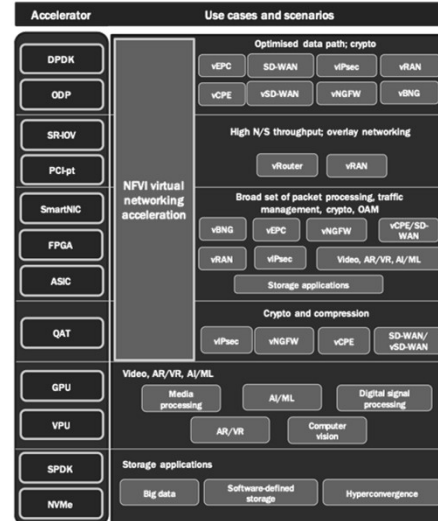 Accelerator
Use cases and scenarios
DPDK
ODP
SR-IOV
PCI-pt
SmartNIC
FPGA
ASIC
QAT
GPU
VPU
SPDK
NVMe
NFVI virtual
networking
acceleration
Optimised data path; crypto
vEPC
SD-WAN
vIPsec
vRAN
vCPE
vSD-WAN
vNGFW
vBNG
High N/S throughput; overlay networking
vRouter
vRAN
Broad set of packet processing, traffic
management, crypto, OAM
vBNG
vEPC
vNGFW
vCPE/SD-
WAN
vRAN
vIPsec
Video, AR/VR, AI/ML
Storage applications
Crypto and compression
vIPsec
vNGFW
vCPE
SD-WAN/
vSD-WAN
Video, AR/VR, AI/ML
Media
processing
AI/ML
Digital signal
processing
AR/VR
Computer
vision
Storage applications
Big data
Software-defined
storage
Hyperconvergence